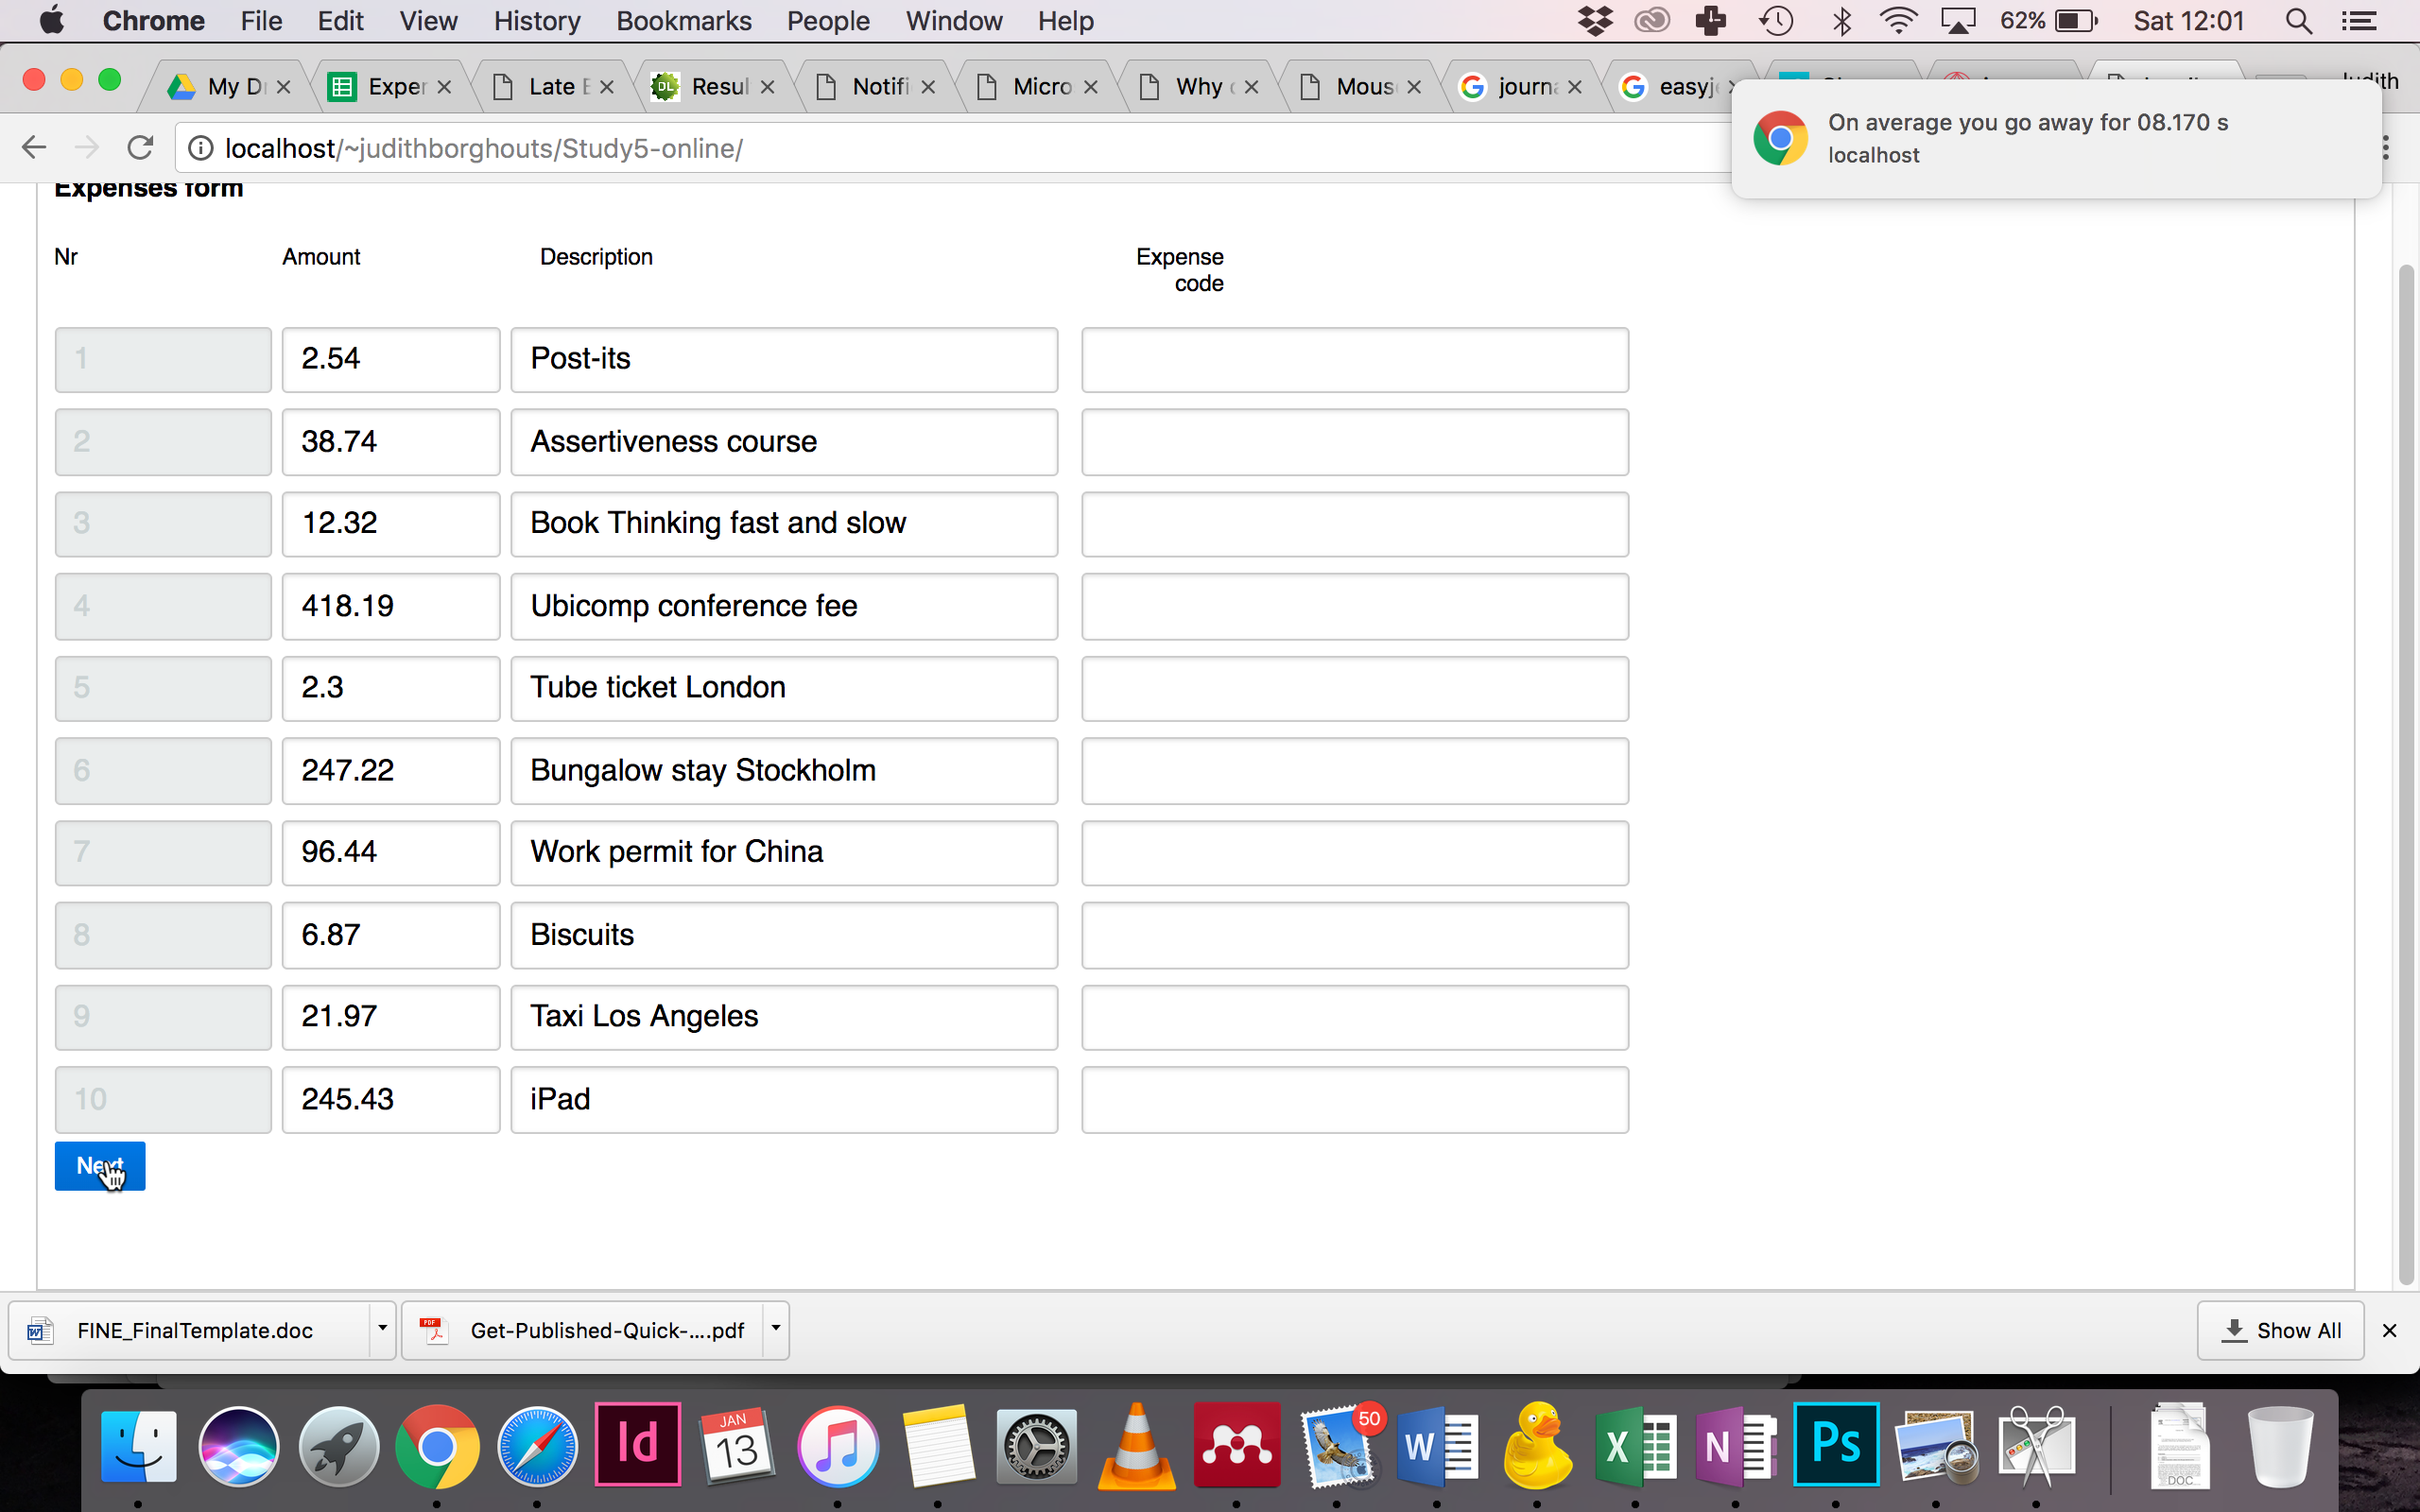 Chrome File Edit View History Bookmarks People Window Help 62% Sat 12:01
My Dr Exper Late E Resul Notifi Micro Why Mous journa easyj
On average you go away for 08.170 s
localhost
localhost/~judithborghouts/Study5-online/
Expenses form
Nr Amount Description Expense code
1 2.54 Post-its
2 38.74 Assertiveness course
3 12.32 Book Thinking fast and slow
4 418.19 Ubicomp conference fee
5 2.3 Tube ticket London
6 247.22 Bungalow stay Stockholm
7 96.44 Work permit for China
8 6.87 Biscuits
9 21.97 Taxi Los Angeles
10 245.43 iPad
Next
FINE_FinalTemplate.doc Get-Published-Quick-....pdf Show All
Id JAN 13 50 W X N Ps DOC